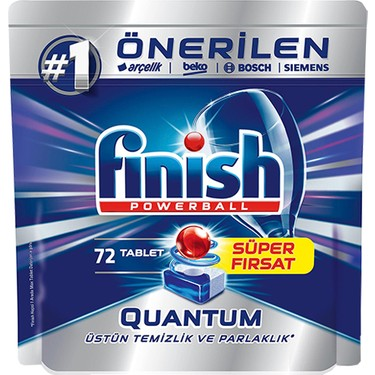 #1 ÖNERİLEN
arçelik | beko | BOSCH | SIEMENS
finish
POWERBALL
72 TABLET
SÜPER
FIRSAT
QUANTUM
ÜSTÜN TEMİZLİK VE PARLAKLIK*